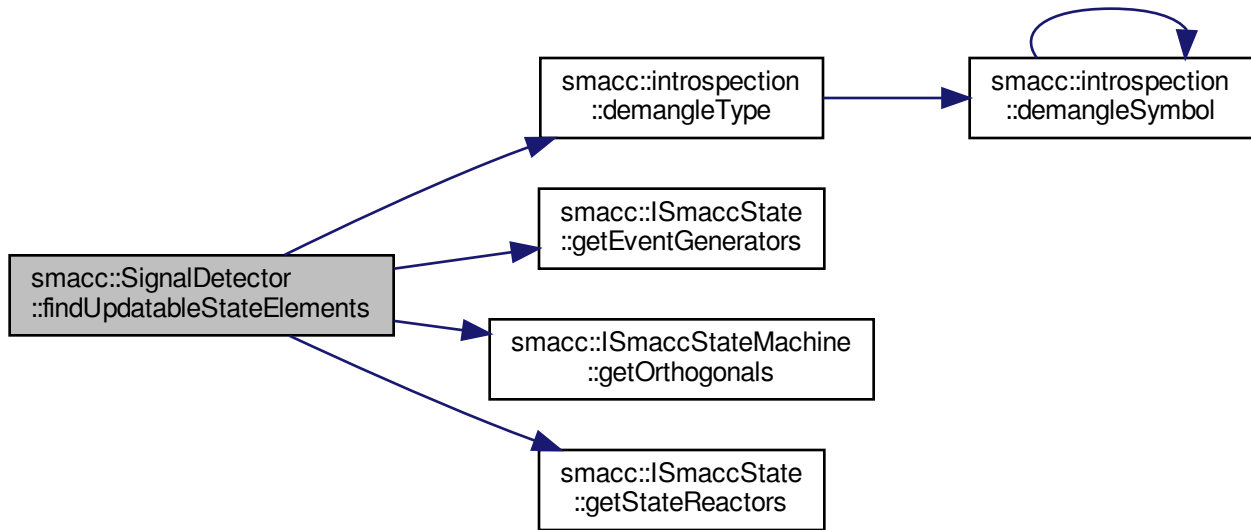 smacc::SignalDetector
::findUpdatableStateElements
smacc::introspection
::demangleType
smacc::introspection
::demangleSymbol
smacc::ISmaccState
::getEventGenerators
smacc::ISmaccStateMachine
::getOrthogonals
smacc::ISmaccState
::getStateReactors